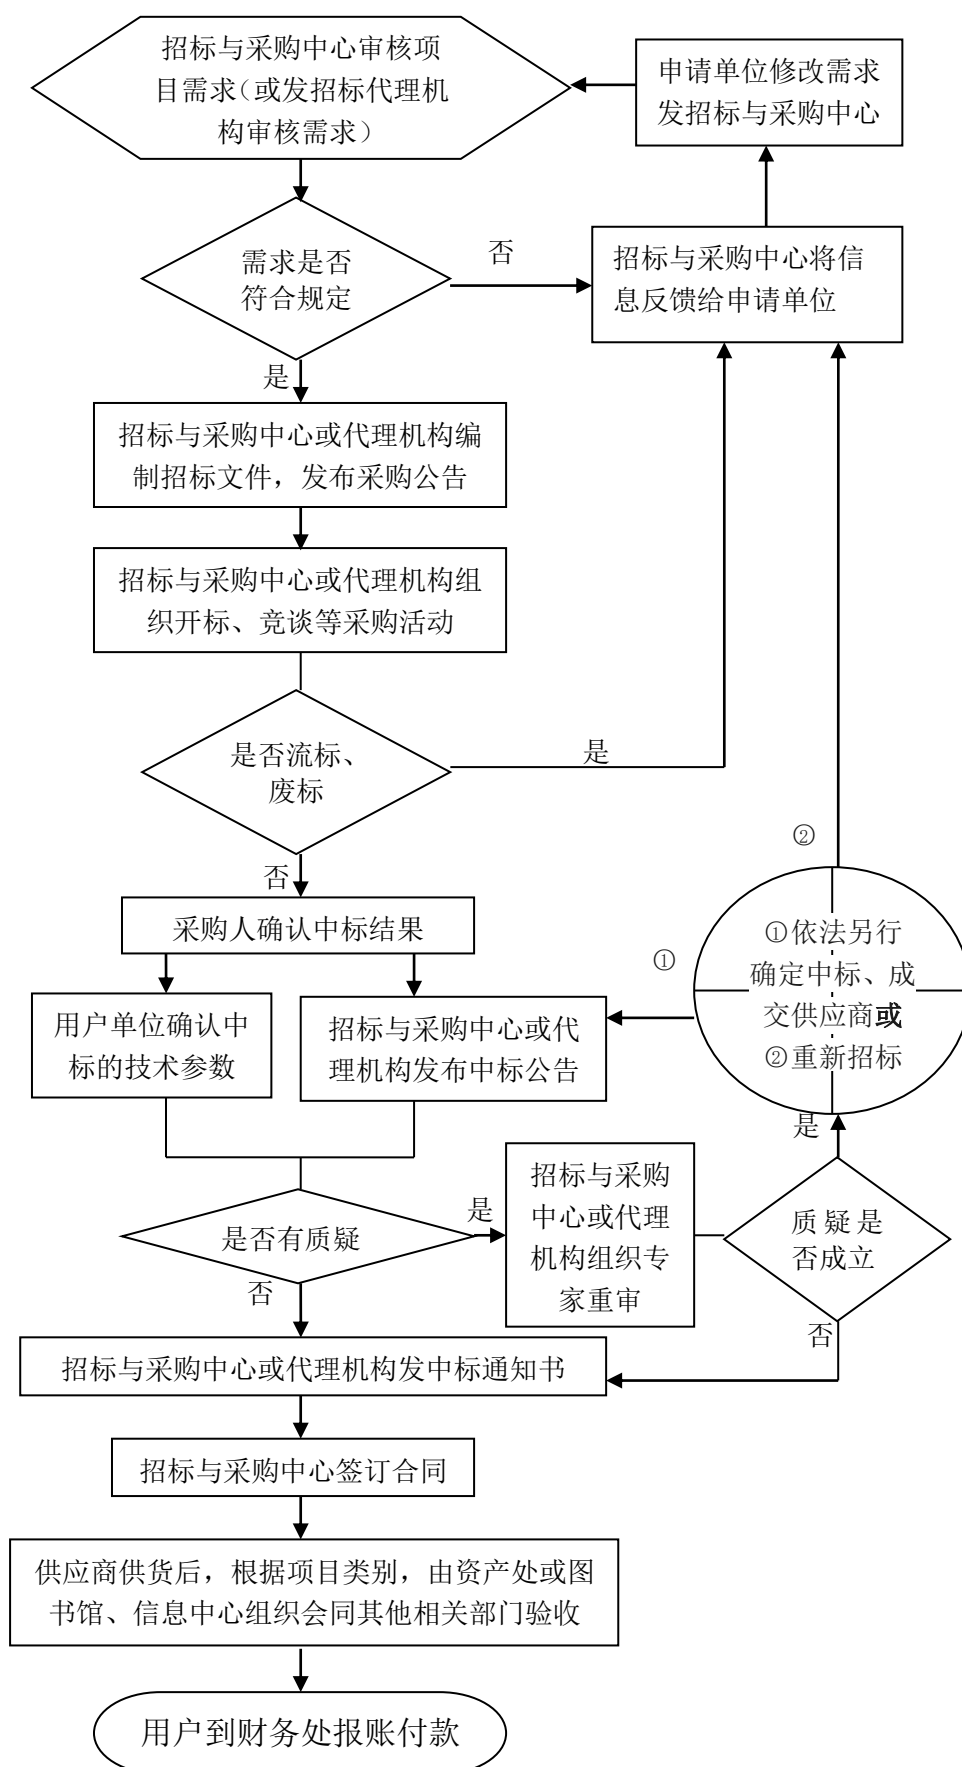 招标与采购中心审核项
目需求（或发招标代理机
构审核需求）
申请单位修改需求
发招标与采购中心
需求是否
符合规定
否
招标与采购中心将信
息反馈给申请单位
是
招标与采购中心或代理机构编
制招标文件，发布采购公告
招标与采购中心或代理机构组
织开标、竞谈等采购活动
是否流标、
废标
是
否
②
采购人确认中标结果
①
①依法另行
确定中标、成
交供应商或
②重新招标
用户单位确认中
标的技术参数
招标与采购中心或代
理机构发布中标公告
是
是否有质疑
是
招标与采购
中心或代理
机构组织专
家重审
质疑是
否成立
否
否
招标与采购中心或代理机构发中标通知书
招标与采购中心签订合同
供应商供货后，根据项目类别，由资产处或图
书馆、信息中心组织会同其他相关部门验收
用户到财务处报账付款